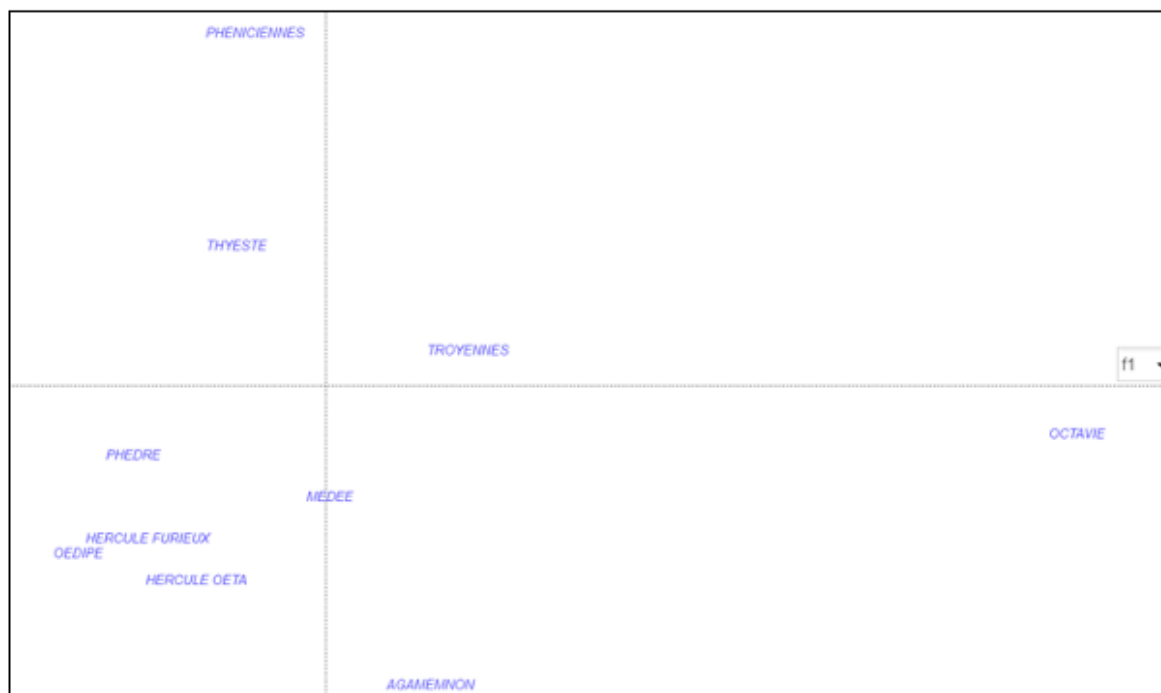 PHENICIENNES
THYESTE
TROYENNES
f1
OCTAVIE
PHEDRE
MEDEE
HERCULE FURIEUX
OEDIPE
HERCULE OETA
AGAMEMNON